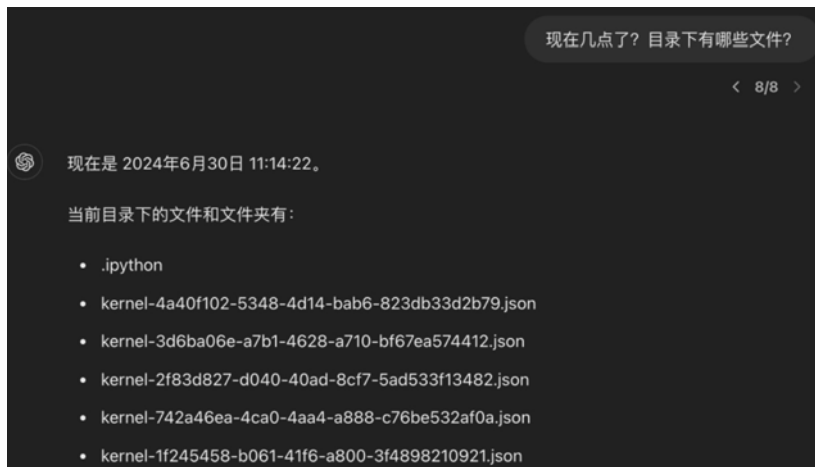 现在几点了？目录下有哪些文件？
< 8/8 >
现在是 2024年6月30日 11:14:22。
当前目录下的文件和文件夹有：
• .ipython
• kernel-4a40f102-5348-4d14-bab6-823db33d2b79.json
• kernel-3d6ba06e-a7b1-4628-a710-bf67ea574412.json
• kernel-2f83d827-d040-40ad-8cf7-5ad533f13482.json
• kernel-742a46ea-4ca0-4aa4-a888-c76be532af0a.json
• kernel-1f245458-b061-41f6-a800-3f4898210921.json